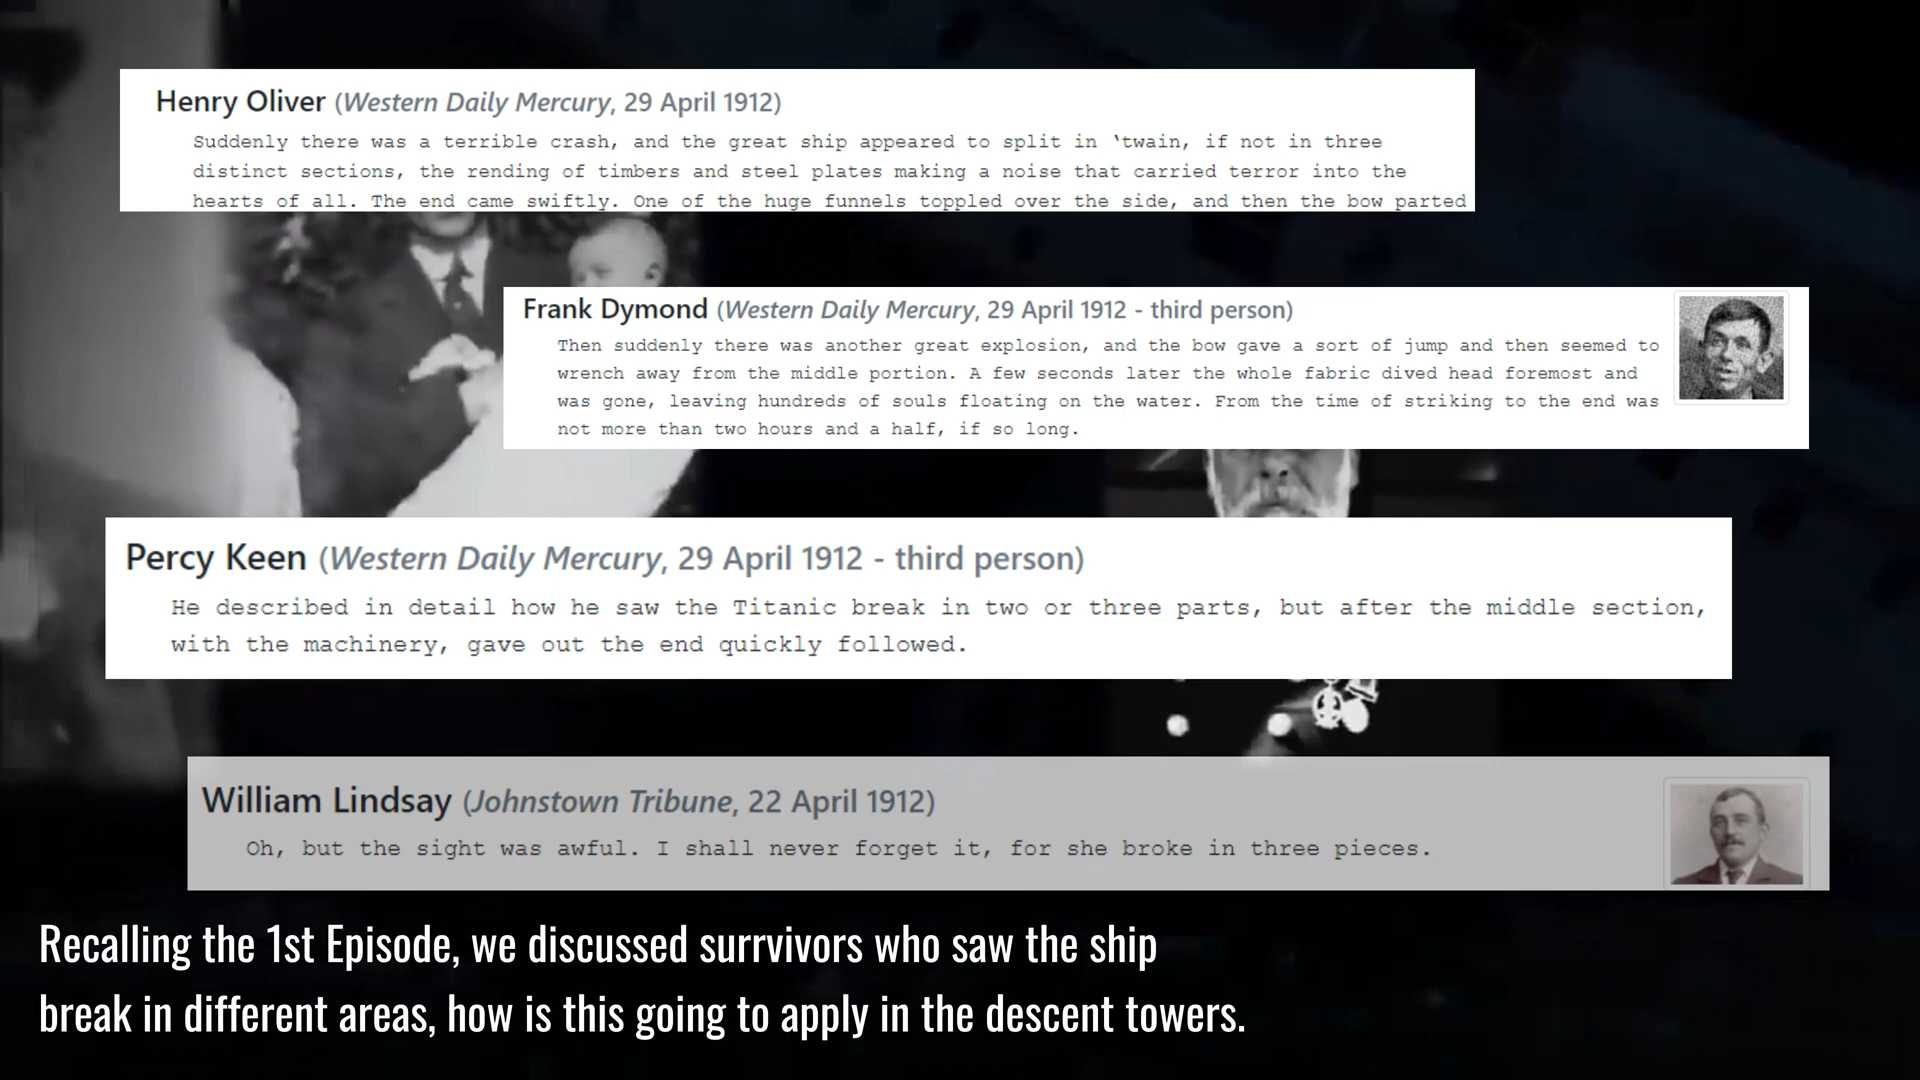 Henry Oliver (Western Daily Mercury, 29 April 1912)
Suddenly there was a terrible crash, and the great ship appeared to split in ‛twain, if not in three
distinct sections, the rending of timbers and steel plates making a noise that carried terror into the
hearts of all. The end came swiftly. One of the huge funnels toppled over the side, and then the bow parted
Frank Dymond (Western Daily Mercury, 29 April 1912 - third person)
Then suddenly there was another great explosion, and the bow gave a sort of jump and then seemed to
wrench away from the middle portion. A few seconds later the whole fabric dived head foremost and
was gone, leaving hundreds of souls floating on the water. From the time of striking to the end was
not more than two hours and a half, if so long.
Percy Keen (Western Daily Mercury, 29 April 1912 - third person)
He described in detail how he saw the Titanic break in two or three parts, but after the middle section,
with the machinery, gave out the end quickly followed.
William Lindsay (Johnstown Tribune, 22 April 1912)
Oh, but the sight was awful. I shall never forget it, for she broke in three pieces.
Recalling the 1st Episode, we discussed surrvivors who saw the ship
break in different areas, how is this going to apply in the descent towers.